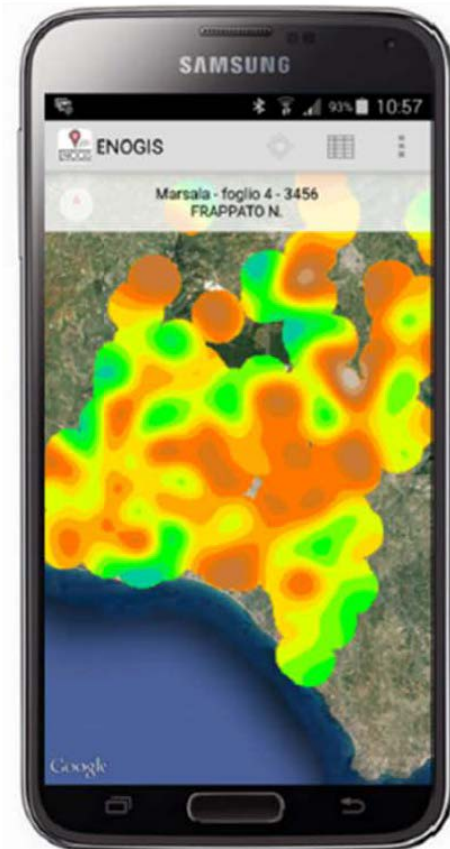 SAMSUNG
93% 10:57
ENOGIS
Marsala - foglio 4 - 3456
FRAPPATO N.
Google